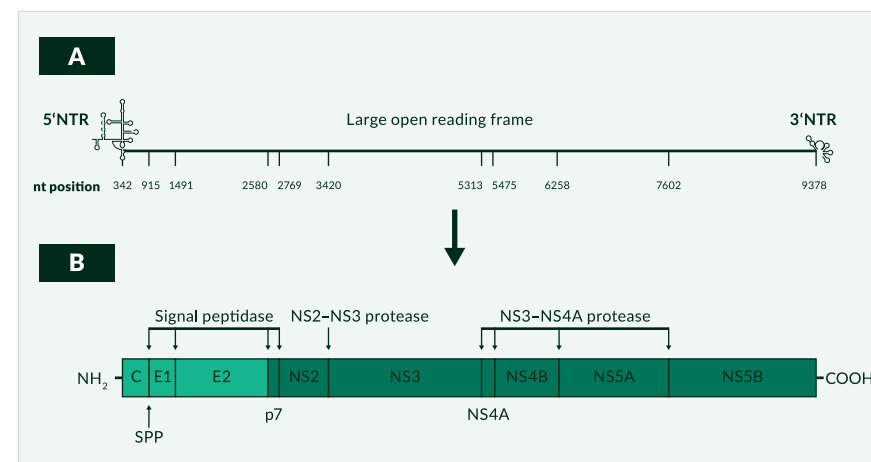 A
5‘NTR
Large open reading frame
3‘NTR
nt position 342 915 1491 2580 2769 3420 5313 5475 6258 7602 9378
B
Signal peptidase NS2–NS3 protease NS3–NS4A protease
NH2 C E1 E2 NS2 NS3 NS4B NS5A NS5B COOH
p7 NS4A
SPP